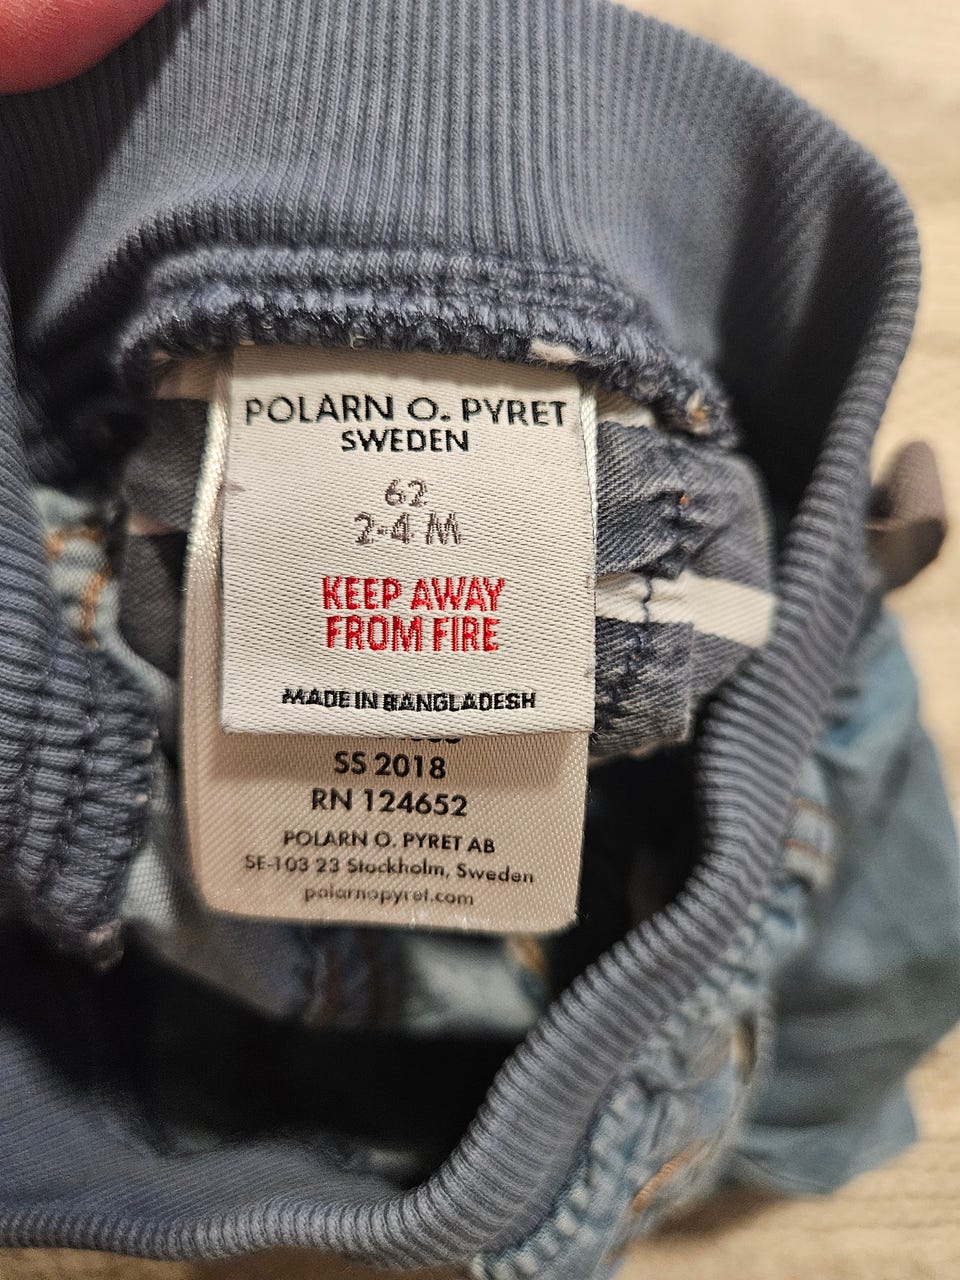 POLARN O. PYRET
SWEDEN
62
2-4 M
KEEP AWAY
FROM FIRE
MADE IN BANGLADESH
SS 2018
RN 124652
POLARN O. PYRET AB
SE-103 23 Stockholm, Sweden
polarnopyret.com